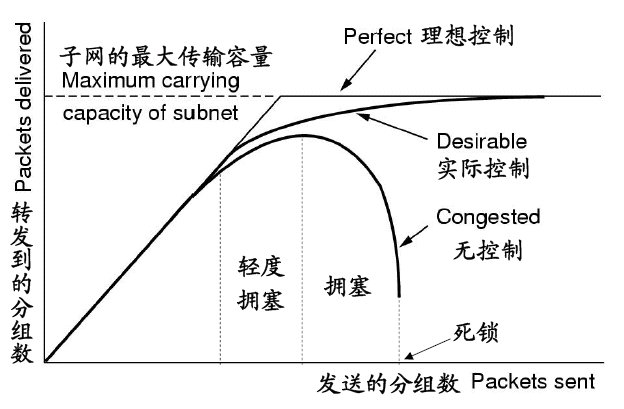 子网的最大传输容量
Maximum carrying
capacity of subnet
Perfect 理想控制
Desirable
实际控制
Congested
无控制
轻度
拥塞
拥塞
死锁
Packets delivered
转发到的分组数
发送的分组数 Packets sent